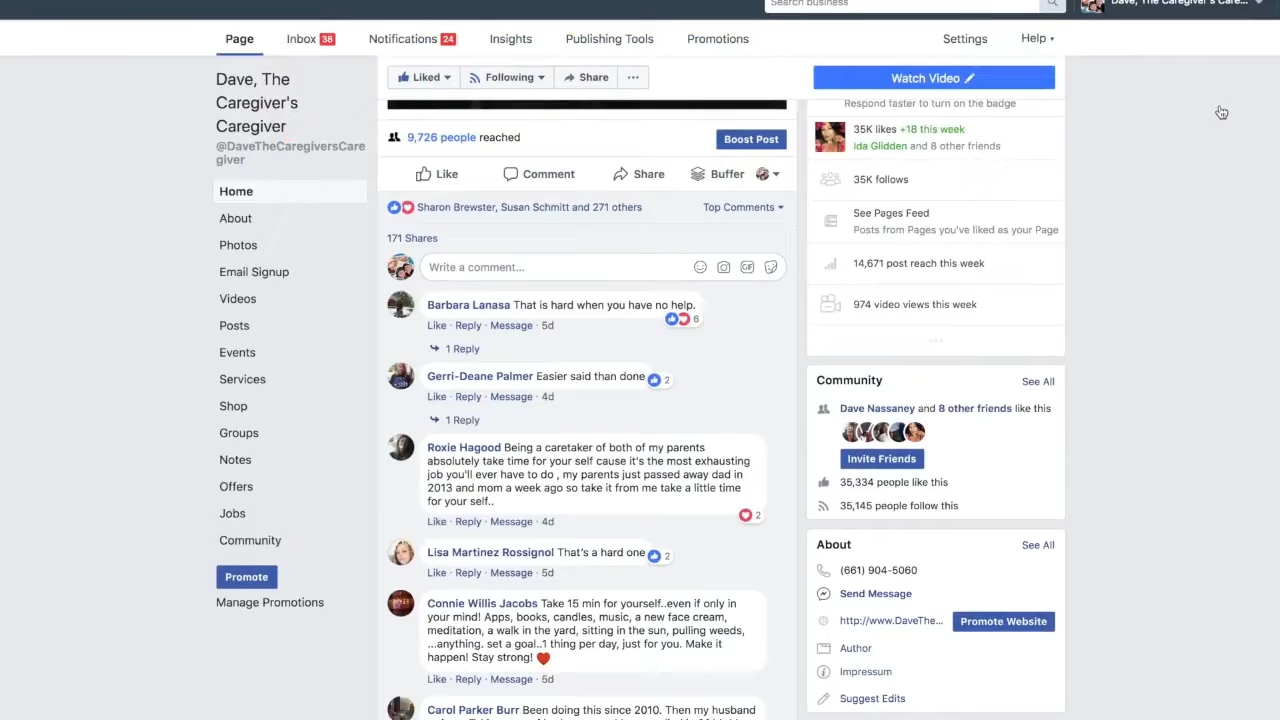 Search business
Dave, The Caregiver's Care...
Page
Inbox 38
Notifications 24
Insights
Publishing Tools
Promotions
Settings
Help
Dave, The
Caregiver's
Caregiver
@DaveTheCaregiversCare
giver
Home
About
Photos
Email Signup
Videos
Posts
Events
Services
Shop
Groups
Notes
Offers
Jobs
Community
Promote
Manage Promotions
Liked
Following
Share
Watch Video
9,726 people reached
Boost Post
Like
Comment
Share
Buffer
Sharon Brewster, Susan Schmitt and 271 others
Top Comments
171 Shares
Write a comment...
GIF
Barbara Lanasa That is hard when you have no help.
6
Like · Reply · Message · 5d
1 Reply
Gerri-Deane Palmer Easier said than done
2
Like · Reply · Message · 4d
1 Reply
Roxie Hagood Being a caretaker of both of my parents
absolutely take time for your self cause it's the most exhausting
job you'll ever have to do , my parents just passed away dad in
2013 and mom a week ago so take it from me take a little time
for your self..
2
Like · Reply · Message · 4d
Lisa Martinez Rossignol That's a hard one
2
Like · Reply · Message · 5d
Connie Willis Jacobs Take 15 min for yourself..even if only in
your mind! Apps, books, candles, music, a new face cream,
meditation, a walk in the yard, sitting in the sun, pulling weeds,
...anything. set a goal..1 thing per day, just for you. Make it
happen! Stay strong!
Like · Reply · Message · 5d
Carol Parker Burr Been doing this since 2010. Then my husband
Respond faster to turn on the badge
35K likes +18 this week
Ida Glidden and 8 other friends
35K follows
See Pages Feed
Posts from Pages you've liked as your Page
14,671 post reach this week
974 video views this week
Community
See All
Dave Nassaney and 8 other friends like this
Invite Friends
35,334 people like this
35,145 people follow this
About
See All
(661) 904-5060
Send Message
http://www.DaveThe...
Promote Website
Author
Impressum
Suggest Edits